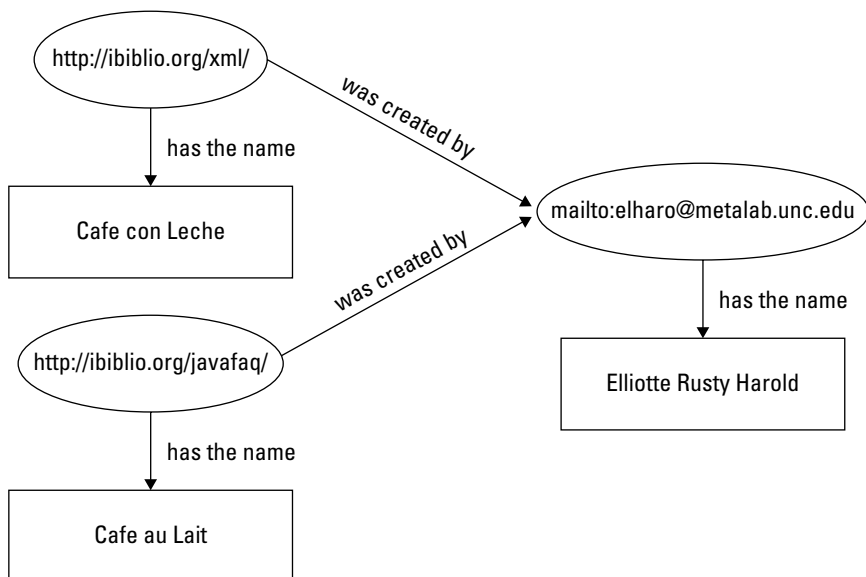 http://ibiblio.org/xml/
was created by
has the name
Cafe con Leche
mailto:elharo@metalab.unc.edu
was created by
has the name
http://ibiblio.org/javafaq/
Elliotte Rusty Harold
has the name
Cafe au Lait